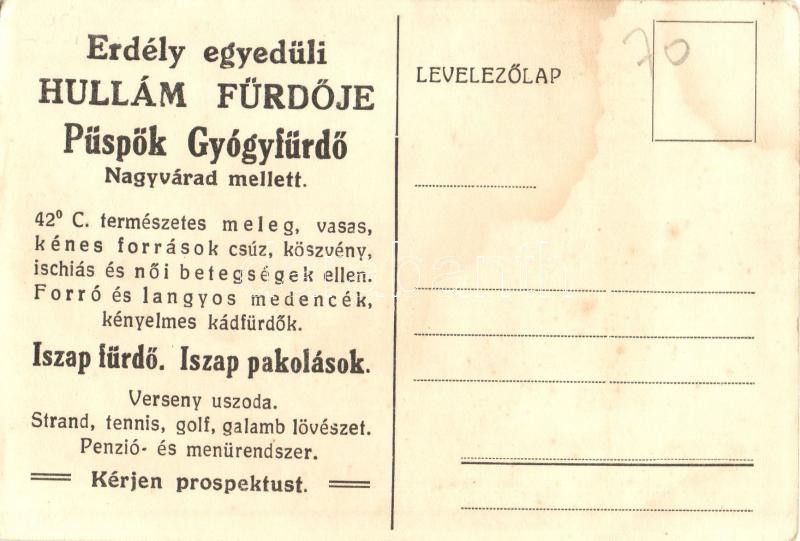 Erdély egyedüli
HULLÁM FÜRDŐJE
Püspök Gyógyfürdő
Nagyvárad mellett.
42⁰ C. természetes meleg, vasas,
kénes források csúz, köszvény,
ischiás és női betegségek ellen.
Forró és langyos medencék,
kényelmes kádfürdők.
Iszap fürdő. Iszap pakolások.
Verseny uszoda.
Strand, tennis, golf, galamb lövészet.
Penzió- és menürendszer.
Kérjen prospektust.
LEVELEZŐLAP
70